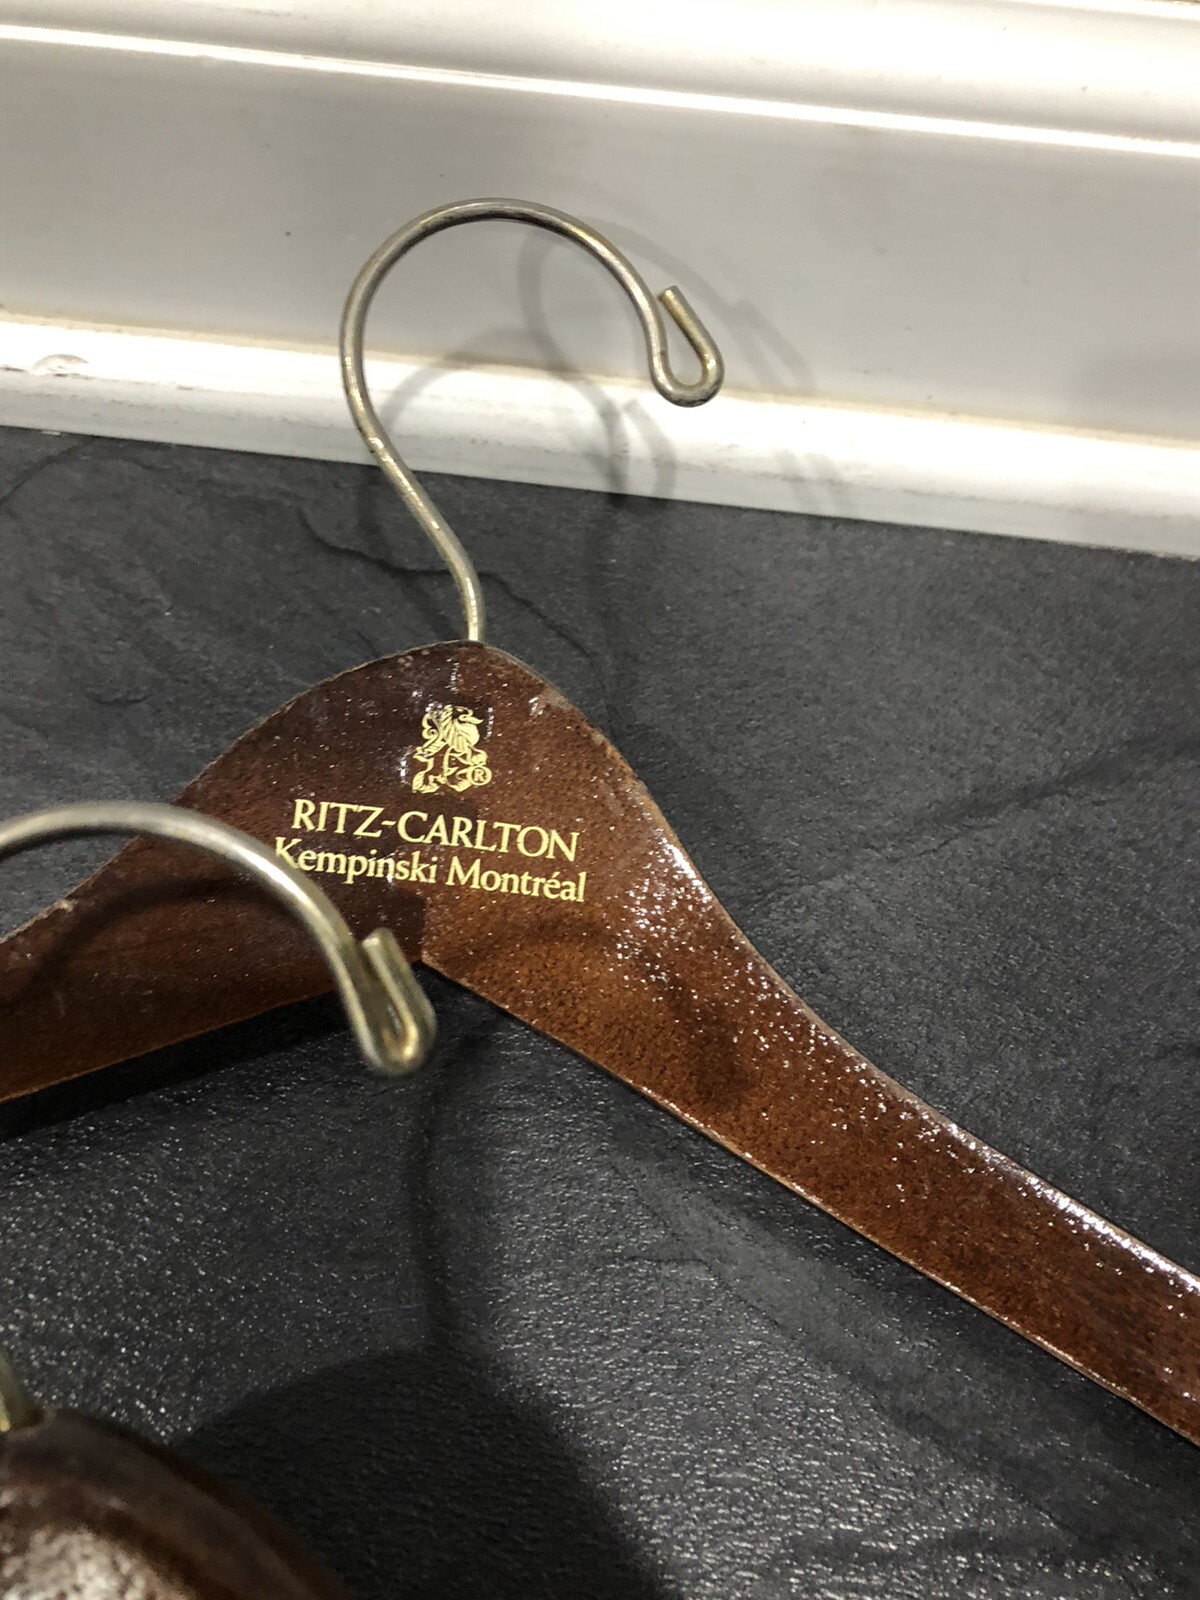 ®
RITZ-CARLTON
Kempinski Montréal